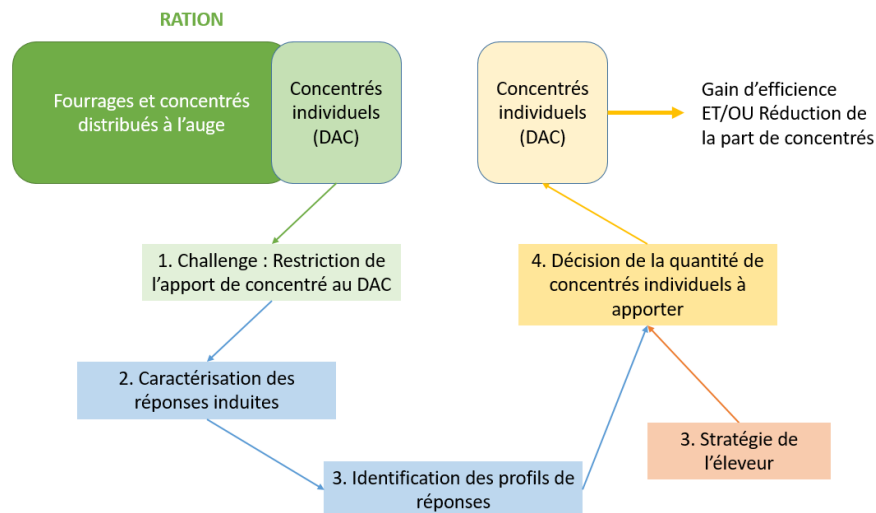 RATION
Fourrages et concentrés
distribués à l'auge
Concentrés
individuels
(DAC)
Concentrés
individuels
(DAC)
Gain d'efficience
ET/OU Réduction de
la part de concentrés
1. Challenge : Restriction de
l'apport de concentré au DAC
4. Décision de la quantité de
concentrés individuels à
apporter
2. Caractérisation des
réponses induites
3. Stratégie de
l'éleveur
3. Identification des profils de
réponses